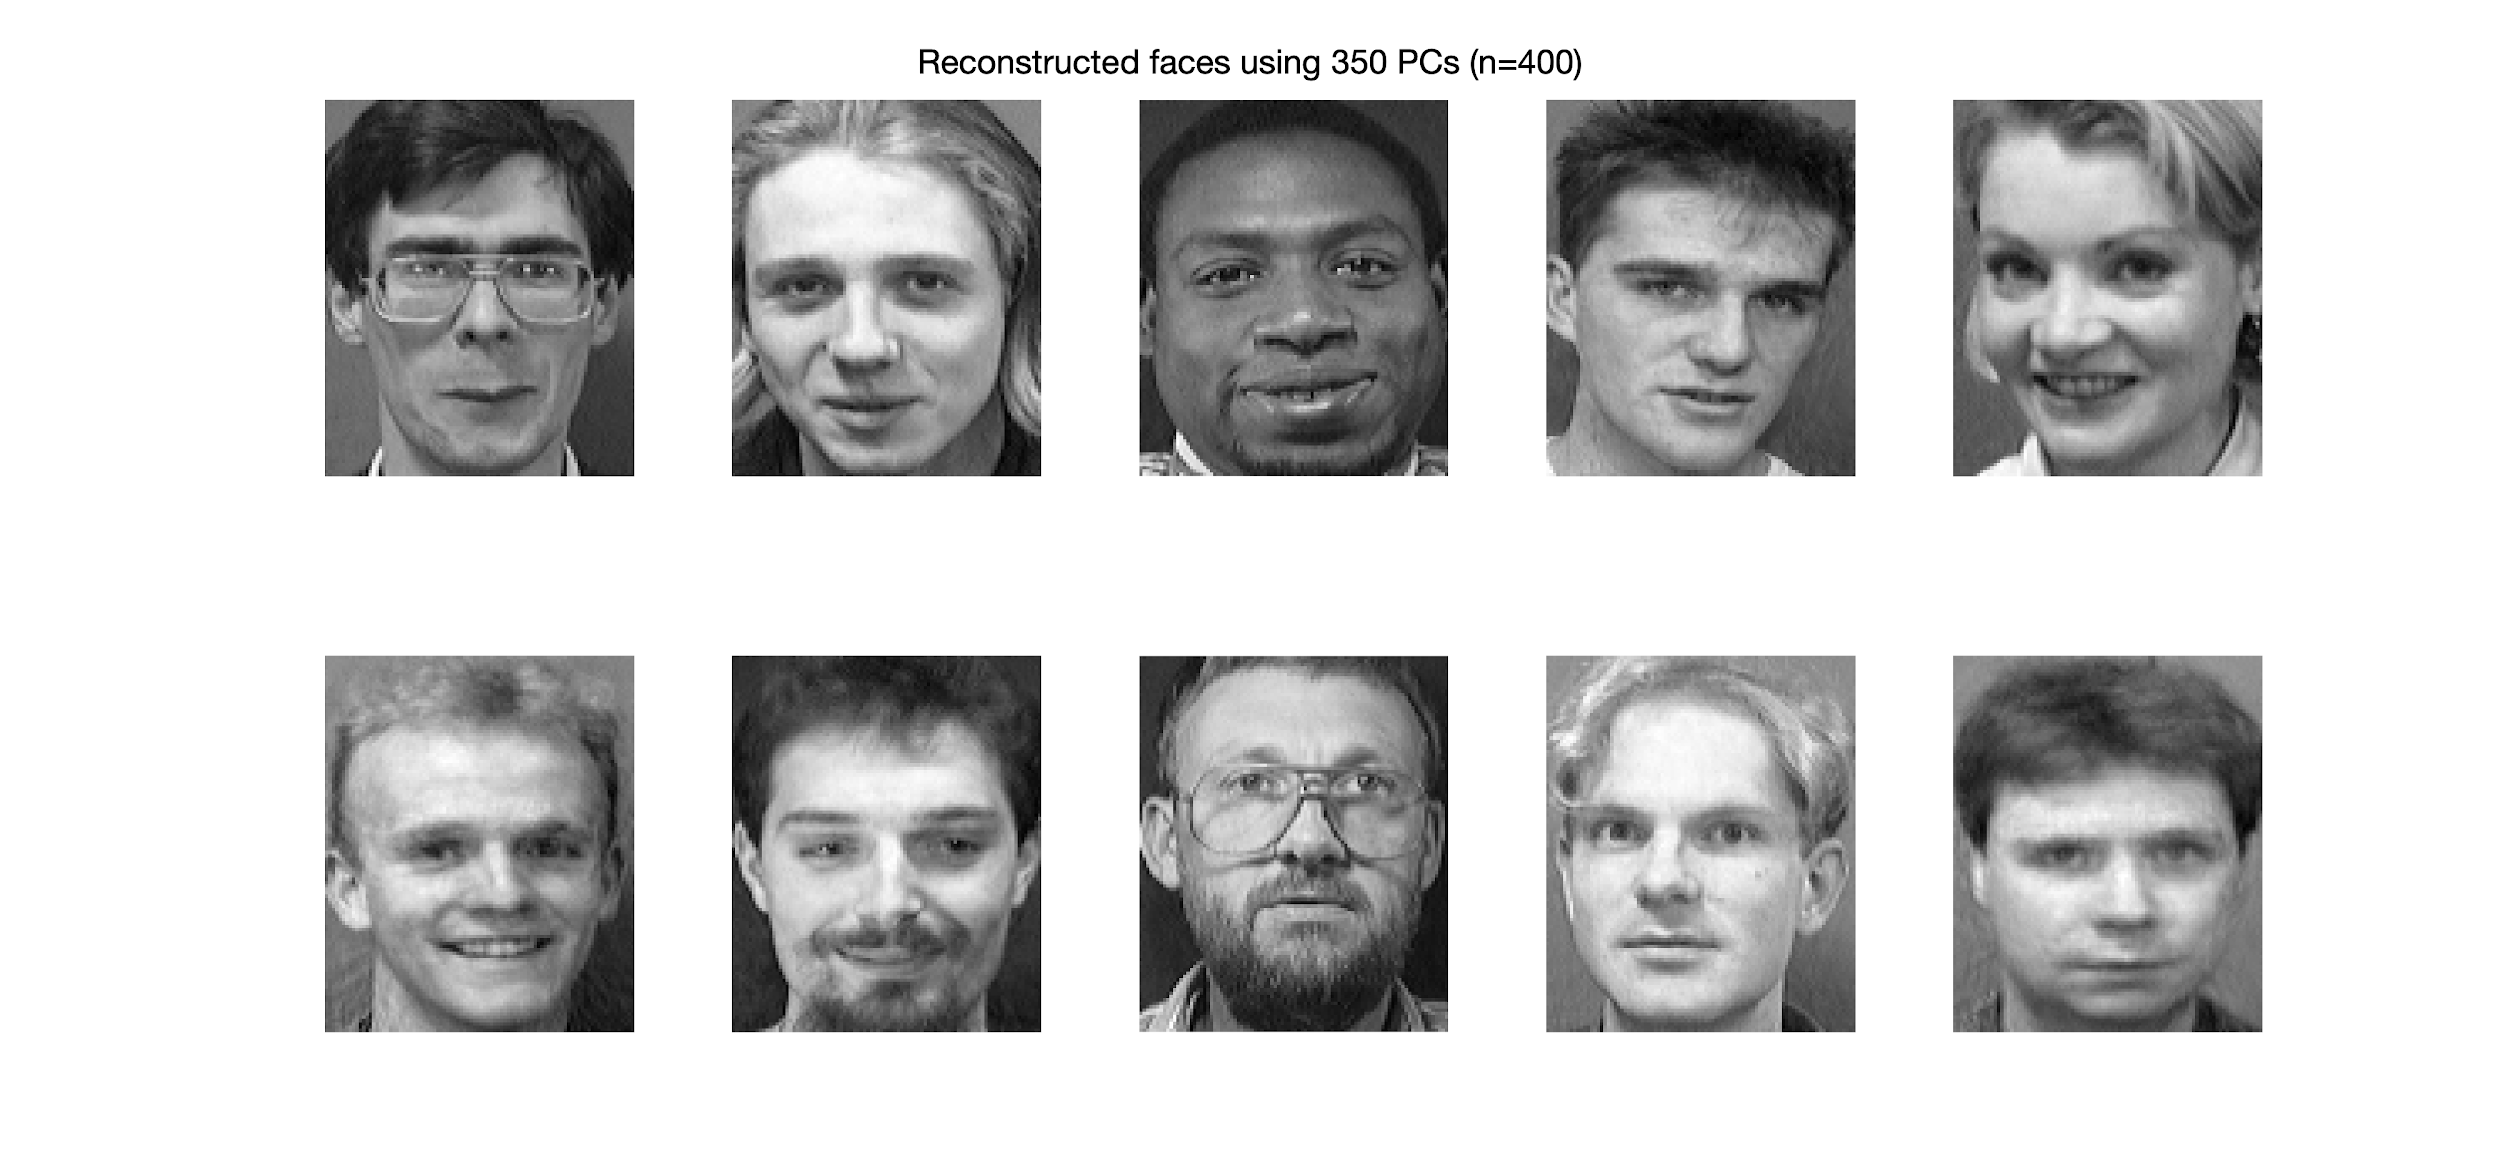 Reconstructed faces using 350 PCs (n=400)